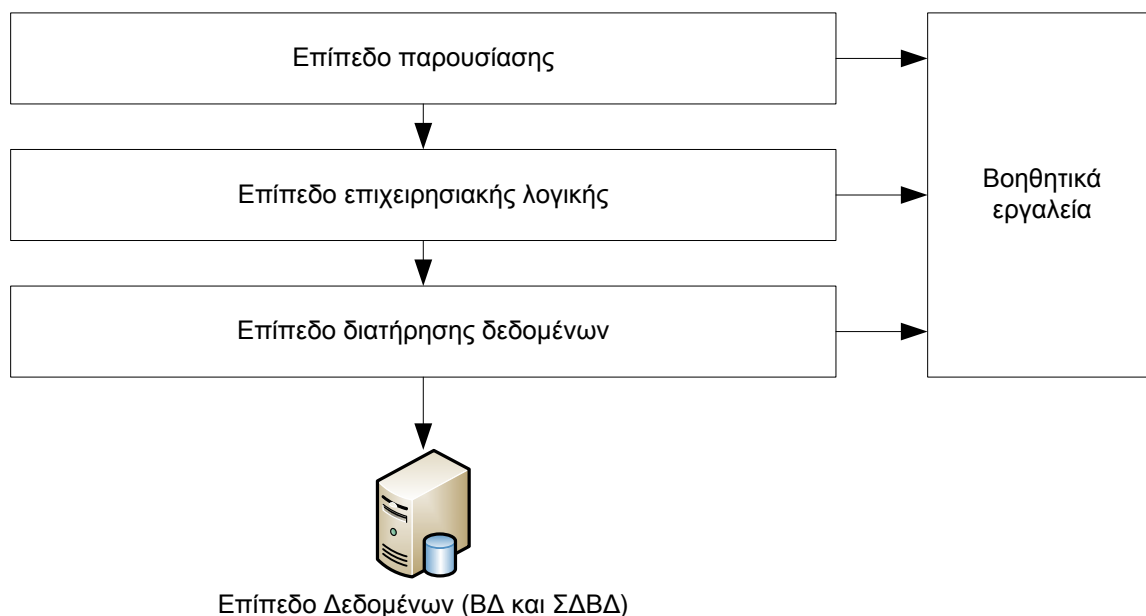 Επίπεδο παρουσίασης
Επίπεδο επιχειρησιακής λογικής
Βοηθητικά
εργαλεία
Επίπεδο διατήρησης δεδομένων
Επίπεδο Δεδομένων (ΒΔ και ΣΔΒΔ)